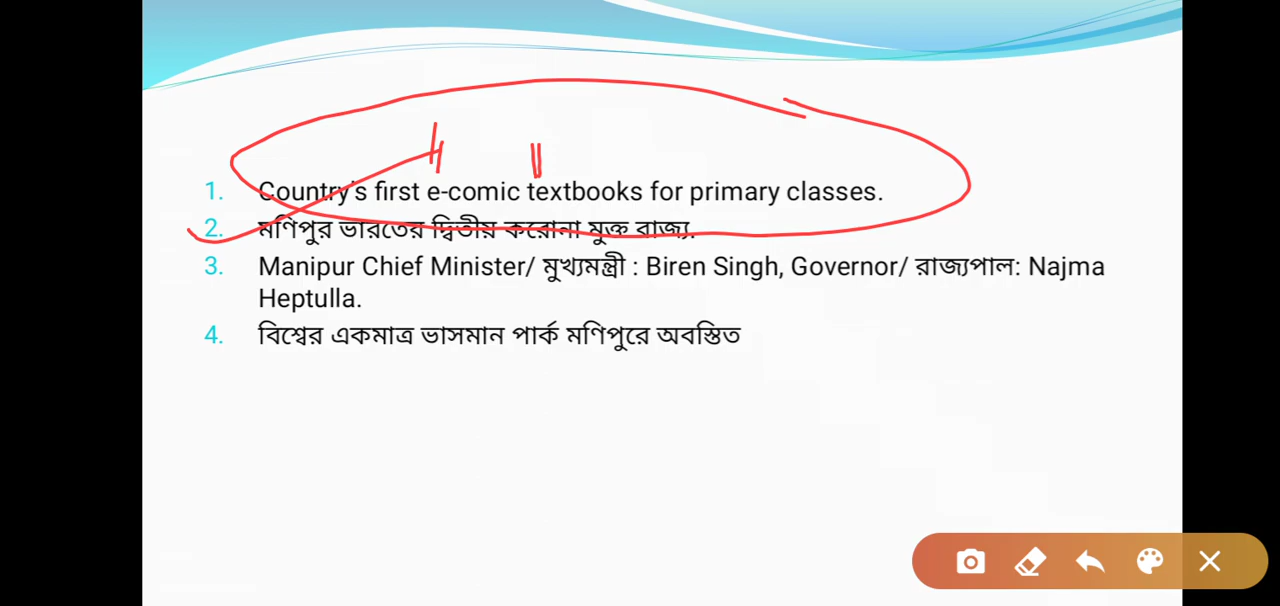 1. Country's first e-comic textbooks for primary classes.
2. মণিপুর ভারতের দ্বিতীয় করোনা মুক্ত রাজ্য.
3. Manipur Chief Minister/ মুখ্যমন্ত্রী : Biren Singh, Governor/ রাজ্যপাল: Najma
Heptulla.
4. বিশ্বের একমাত্র ভাসমান পার্ক মণিপুরে অবস্তিত